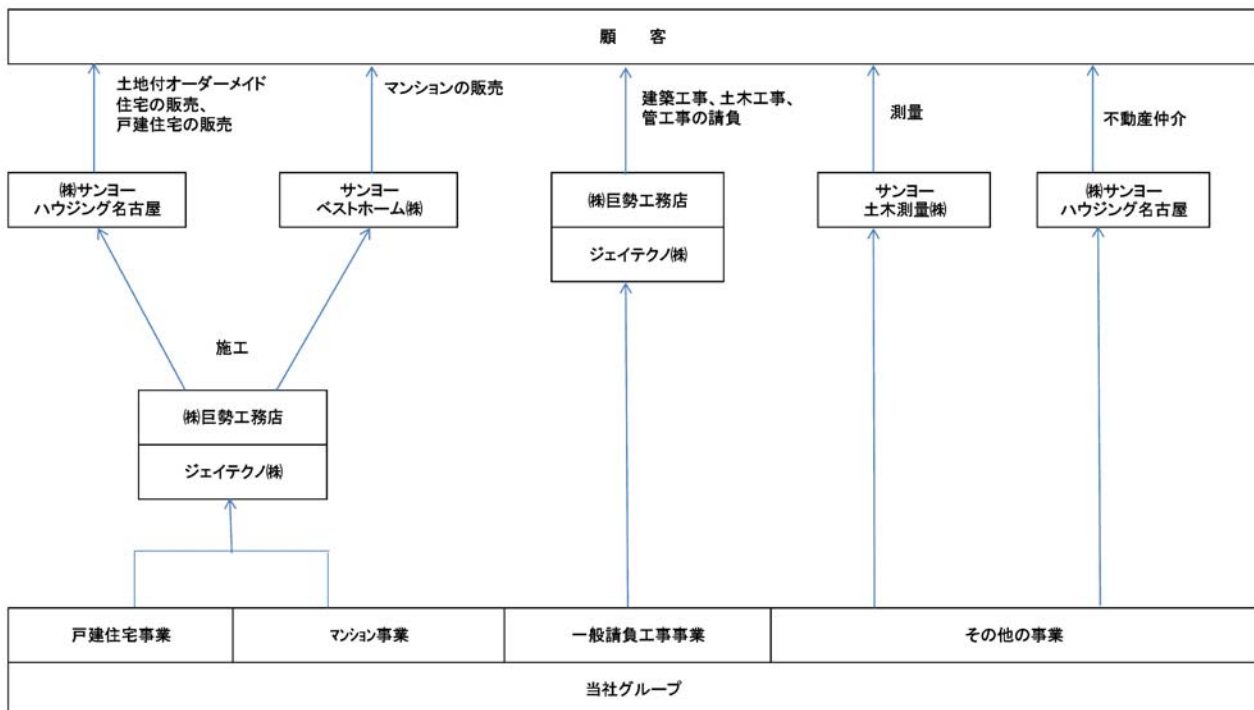 顧　客
土地付オーダーメイド
住宅の販売、
戸建住宅の販売
マンションの販売
建築工事、土木工事、
管工事の請負
測量
不動産仲介
㈱サンヨー
ハウジング名古屋
サンヨー
ベストホーム㈱
㈱巨勢工務店
ジェイテクノ㈱
サンヨー
土木測量㈱
㈱サンヨー
ハウジング名古屋
施工
㈱巨勢工務店
ジェイテクノ㈱
戸建住宅事業
マンション事業
一般請負工事事業
その他の事業
当社グループ